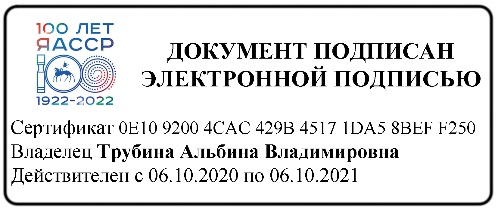 100 ЛЕТ
ЯАССР
1922-2022
ДОКУМЕНТ ПОДПИСАН
ЭЛЕКТРОННОЙ ПОДПИСЬЮ
Сертификат 0E10 9200 4CAC 429B 4517 1DA5 8BEF F250
Владелец Трубина Альбина Владимировна
Действителен с 06.10.2020 по 06.10.2021